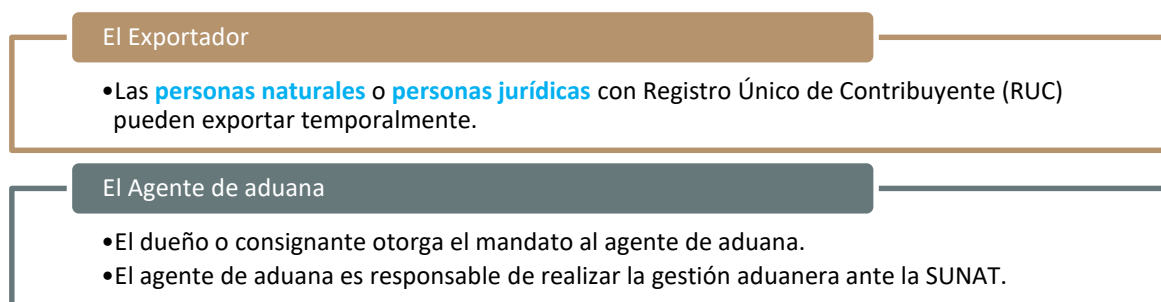 El Exportador
•Las personas naturales o personas jurídicas con Registro Único de Contribuyente (RUC)
pueden exportar temporalmente.
El Agente de aduana
•El dueño o consignante otorga el mandato al agente de aduana.
•El agente de aduana es responsable de realizar la gestión aduanera ante la SUNAT.